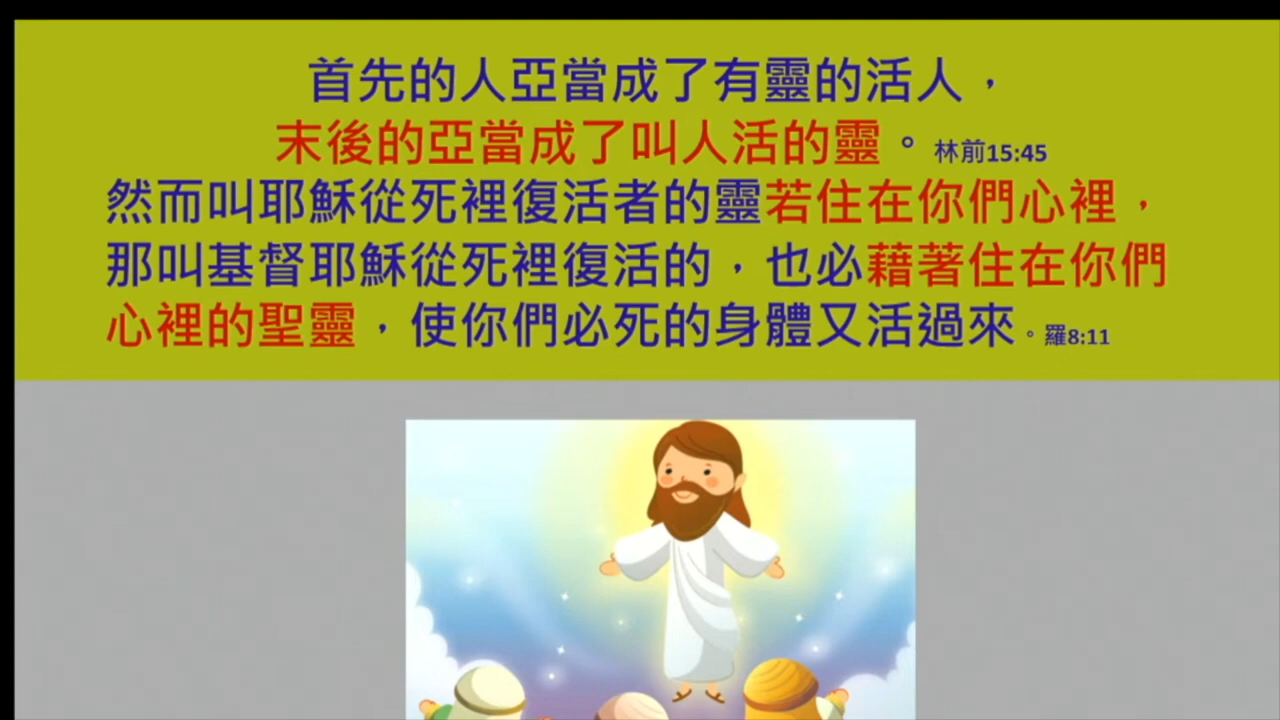 首先的人亞當成了有靈的活人，
末後的亞當成了叫人活的靈。林前15:45
然而叫耶穌從死裡復活者的靈若住在你們心裡，
那叫基督耶穌從死裡復活的，也必藉著住在你們
心裡的聖靈，使你們必死的身體又活過來。羅8:11